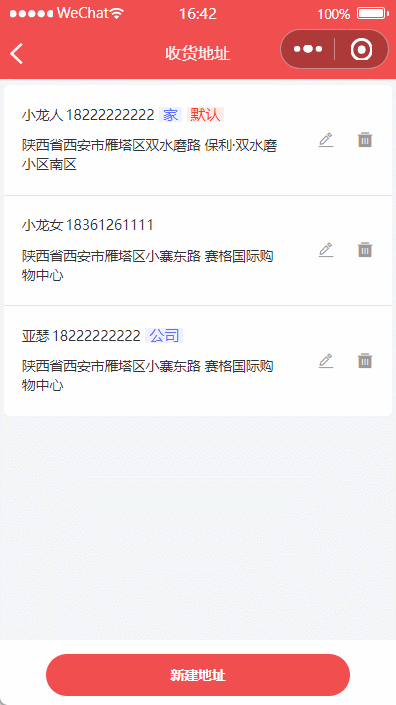 WeChat 16:42 100%
收货地址
小龙人 18222222222 家 默认
陕西省西安市雁塔区双水磨路 保利·双水磨
小区南区
小龙女 18361261111
陕西省西安市雁塔区小寨东路 赛格国际购
物中心
亚瑟 18222222222 公司
陕西省西安市雁塔区小寨东路 赛格国际购
物中心
新建地址